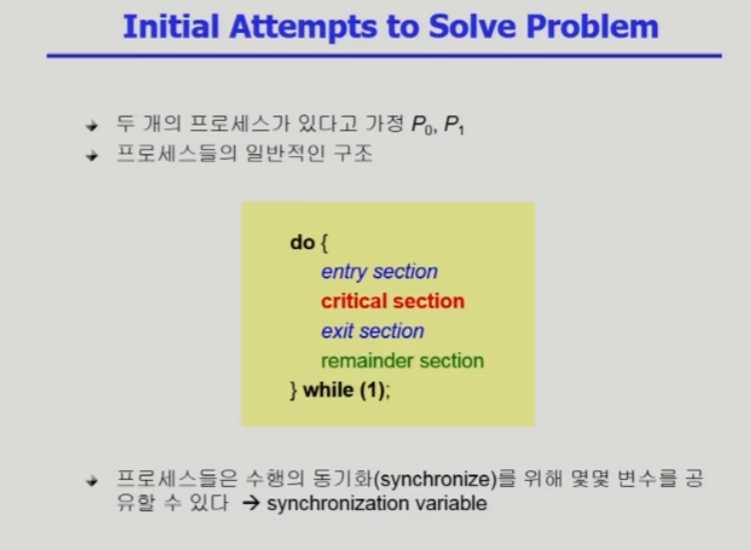 Initial Attempts to Solve Problem
두 개의 프로세스가 있다고 가정 P₀, P₁
프로세스들의 일반적인 구조
do {
entry section
critical section
exit section
remainder section
} while (1);
프로세스들은 수행의 동기화(synchronize)를 위해 몇몇 변수를 공
유할 수 있다 → synchronization variable